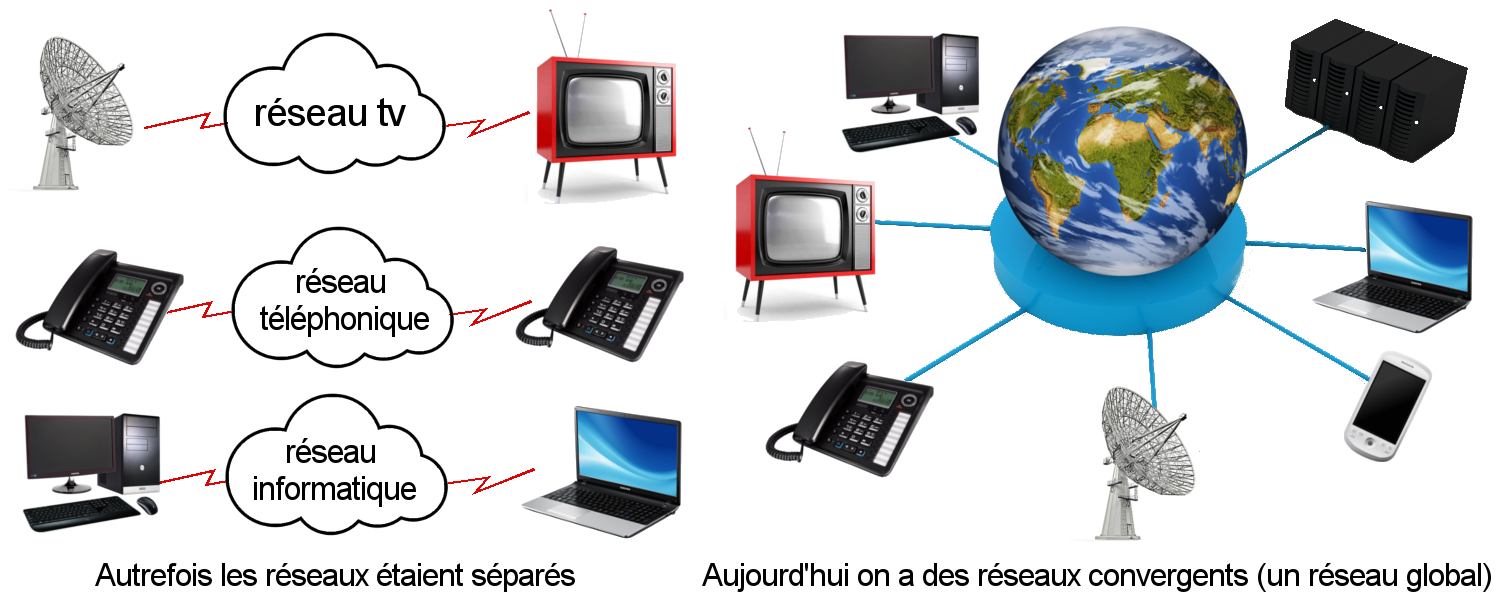 réseau tv
réseau
téléphonique
réseau
informatique
Autrefois les réseaux étaient séparés
Aujourd'hui on a des réseaux convergents (un réseau global)